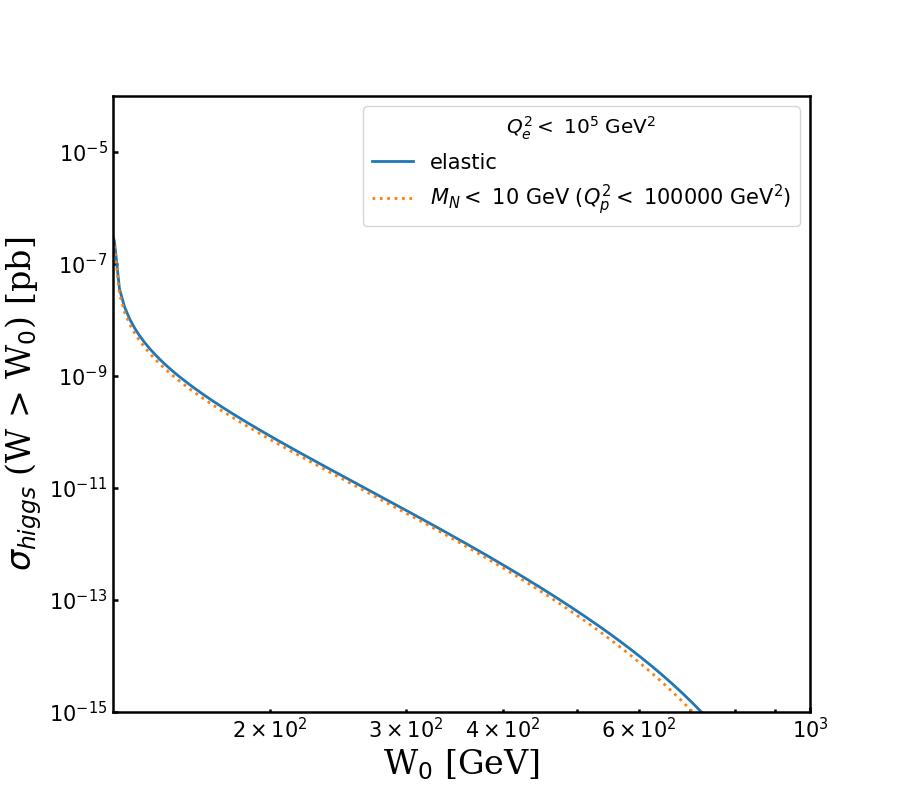 $Q_e^2 <$ $10^5$ GeV$^2$
elastic
$M_N <$ 10 GeV ($Q_p^2 <$ 100000 GeV$^2$)
σ_{higgs} (W > W_0) [pb]
10^{-5}
10^{-7}
10^{-9}
10^{-11}
10^{-13}
10^{-15}
2 × 10^2
3 × 10^2
4 × 10^2
6 × 10^2
10^3
W_0 [GeV]